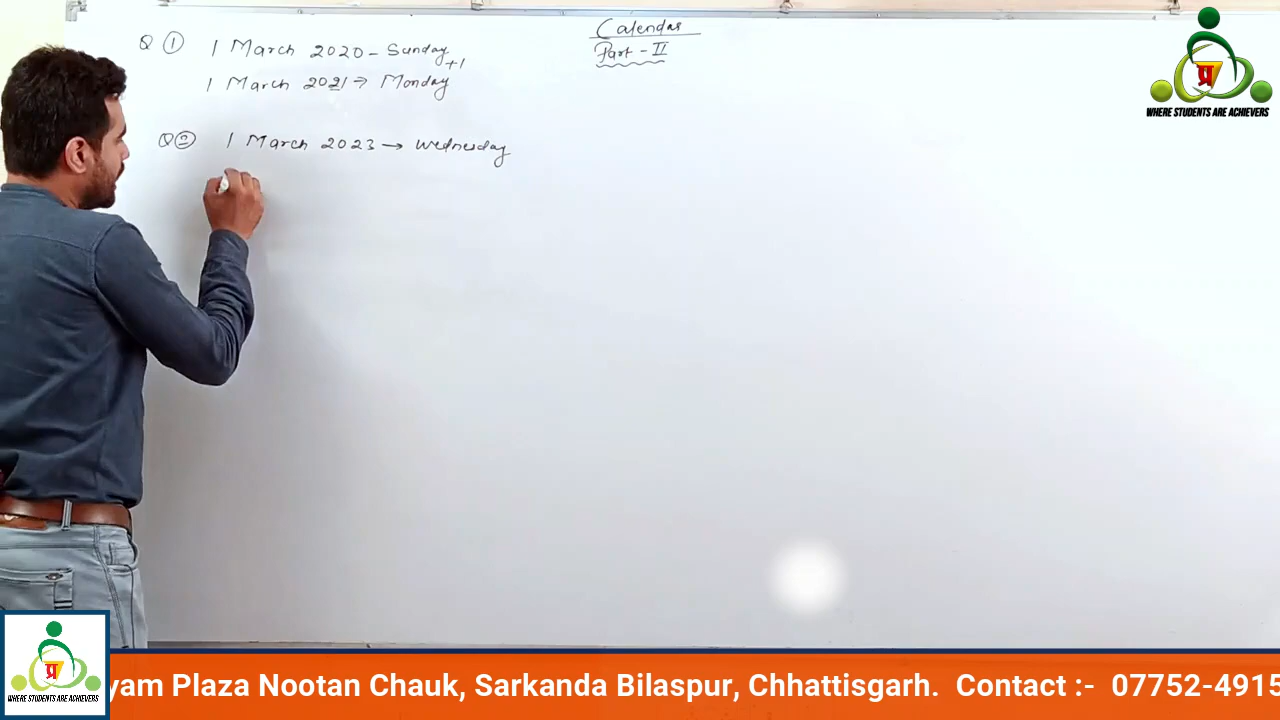 Calendar
Part - II
Q ① 1 March 2020 - Sunday
+1
1 March 2021 → Monday
Q ② 1 March 2023 → Wednesday
प्र
WHERE STUDENTS ARE ACHIEVERS
प्र
WHERE STUDENTS ARE ACHIEVERS
yam Plaza Nootan Chauk, Sarkanda Bilaspur, Chhattisgarh. Contact :- 07752-4915